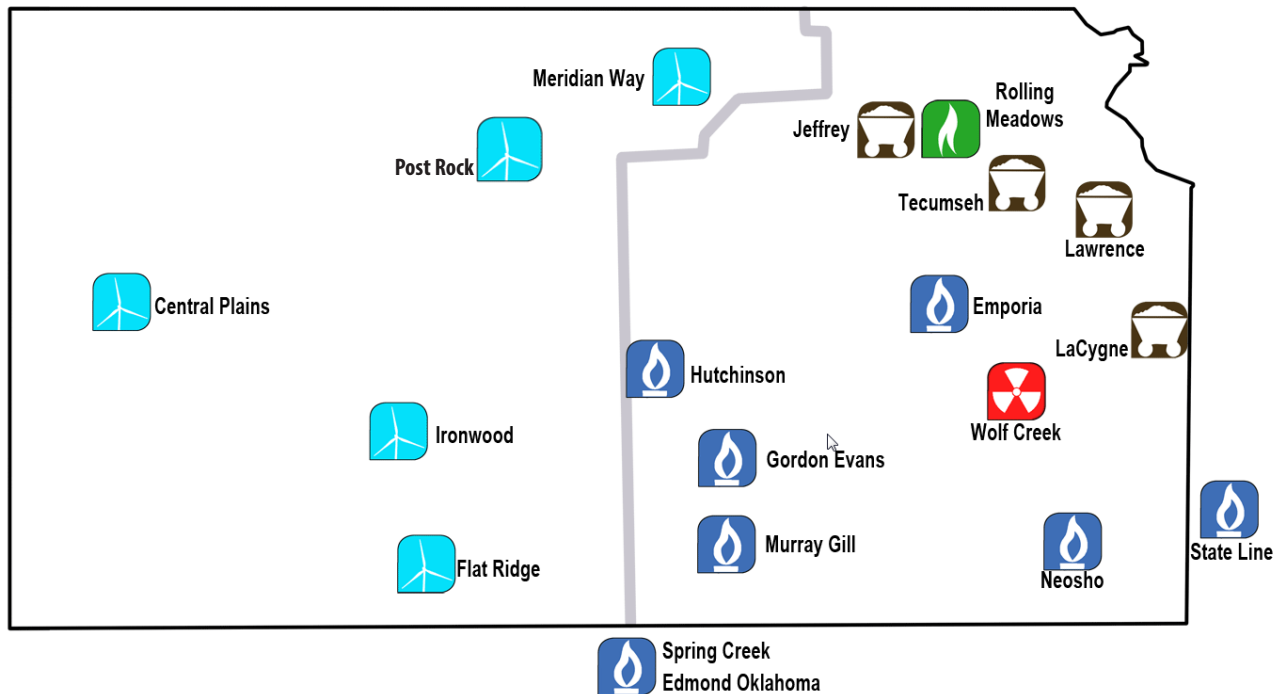 Meridian Way
Rolling
Meadows
Jeffrey
Post Rock
Tecumseh
Lawrence
Central Plains
Emporia
LaCygne
Hutchinson
Ironwood
Wolf Creek
Gordon Evans
Murray Gill
State Line
Flat Ridge
Neosho
Spring Creek
Edmond Oklahoma